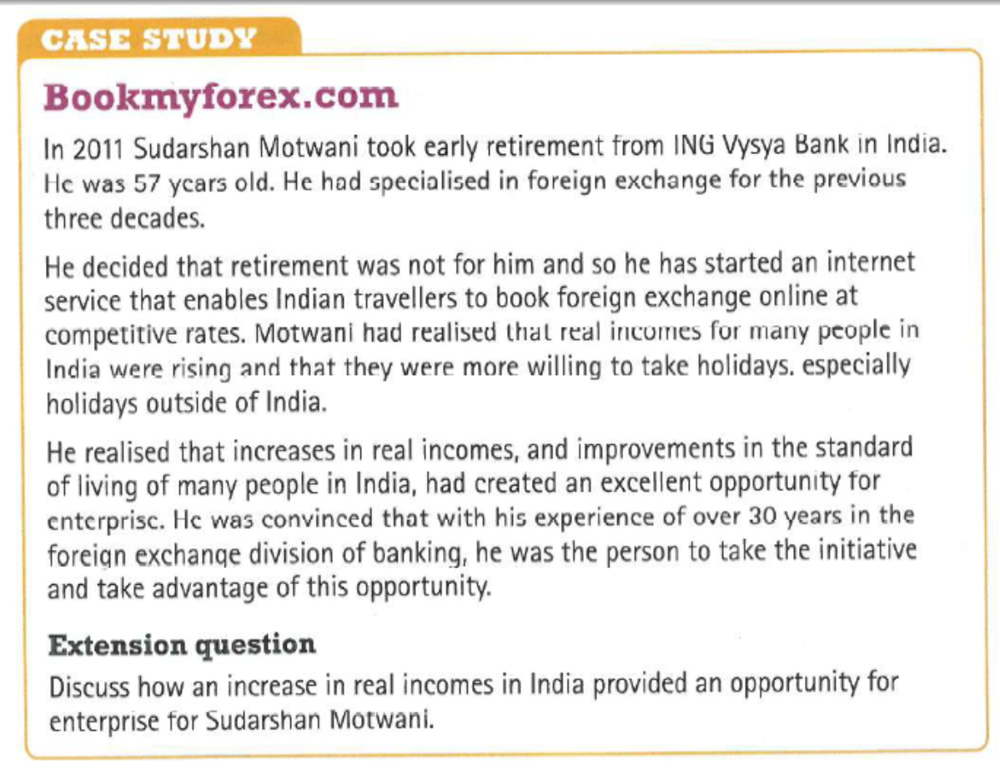 CASE STUDY
Bookmyforex.com
In 2011 Sudarshan Motwani took early retirement from ING Vysya Bank in India.
He was 57 years old. He had specialised in foreign exchange for the previous
three decades.
He decided that retirement was not for him and so he has started an internet
service that enables Indian travellers to book foreign exchange online at
competitive rates. Motwani had realised that real incomes for many people in
India were rising and that they were more willing to take holidays. especially
holidays outside of India.
He realised that increases in real incomes, and improvements in the standard
of living of many people in India, had created an excellent opportunity for
enterprise. He was convinced that with his experience of over 30 years in the
foreign exchange division of banking, he was the person to take the initiative
and take advantage of this opportunity.
Extension question
Discuss how an increase in real incomes in India provided an opportunity for
enterprise for Sudarshan Motwani.